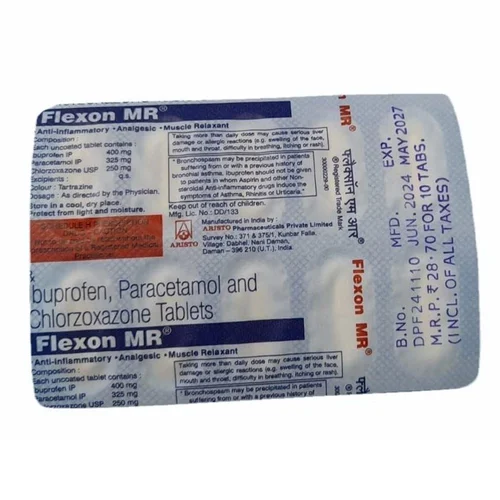 Flexon MR®
Anti-inflammatory • Analgesic • Muscle Relaxant
Composition :
Each uncoated tablet contains :
Ibuprofen IP 400 mg
Paracetamol IP 325 mg
Chlorzoxazone USP 250 mg
Excipients : q.s.
Colour : Tartrazine
Dosage : As directed by the Physician.
Store in a cool, dry place.
Protect from light and moisture.
Taking more than daily dose may cause serious liver
damage or allergic reactions (e.g. swelling of the face,
mouth and throat, difficulty in breathing, itching or rash).
* Bronchospasm may be precipitated in patients
suffering from or with a previous history of
bronchial asthma. Ibuprofen should not be given
to patients in whom Aspirin and other Non-
steroidal Anti-inflammatory drugs induce the
symptoms of Asthma, Rhinitis or Urticaria.
Keep out of reach of children.
Mfg. Lic. No.: DD/133
Manufactured in India by :
ARISTO Pharmaceuticals Private Limited
Survey No.: 371 & 375/1, Kunbar Falia,
Village: Dabhel, Nani Daman,
Daman – 396 210 (U.T.), India.
ARISTO
Flexon MR®
फ्लेक्सॉन एम आर®
® Registered Trade Mark
&
Ibuprofen, Paracetamol and
Chlorzoxazone Tablets
Flexon MR®
Anti-inflammatory • Analgesic • Muscle Relaxant
Composition :
Each uncoated tablet contains :
Ibuprofen IP 400 mg
Paracetamol IP 325 mg
Chlorzoxazone USP 250 mg
Taking more than daily dose may cause serious liver
damage or allergic reactions (e.g. swelling of the face,
mouth and throat, difficulty in breathing, itching or rash).
* Bronchospasm may be precipitated in patients
suffering from or with a previous history of
Flexon MR®
B.No. MFD. EXP.
DPF241110 JUN.2024 MAY2027
M.R.P.₹28·70 FOR 10 TABS.
(INCL.OF ALL TAXES)